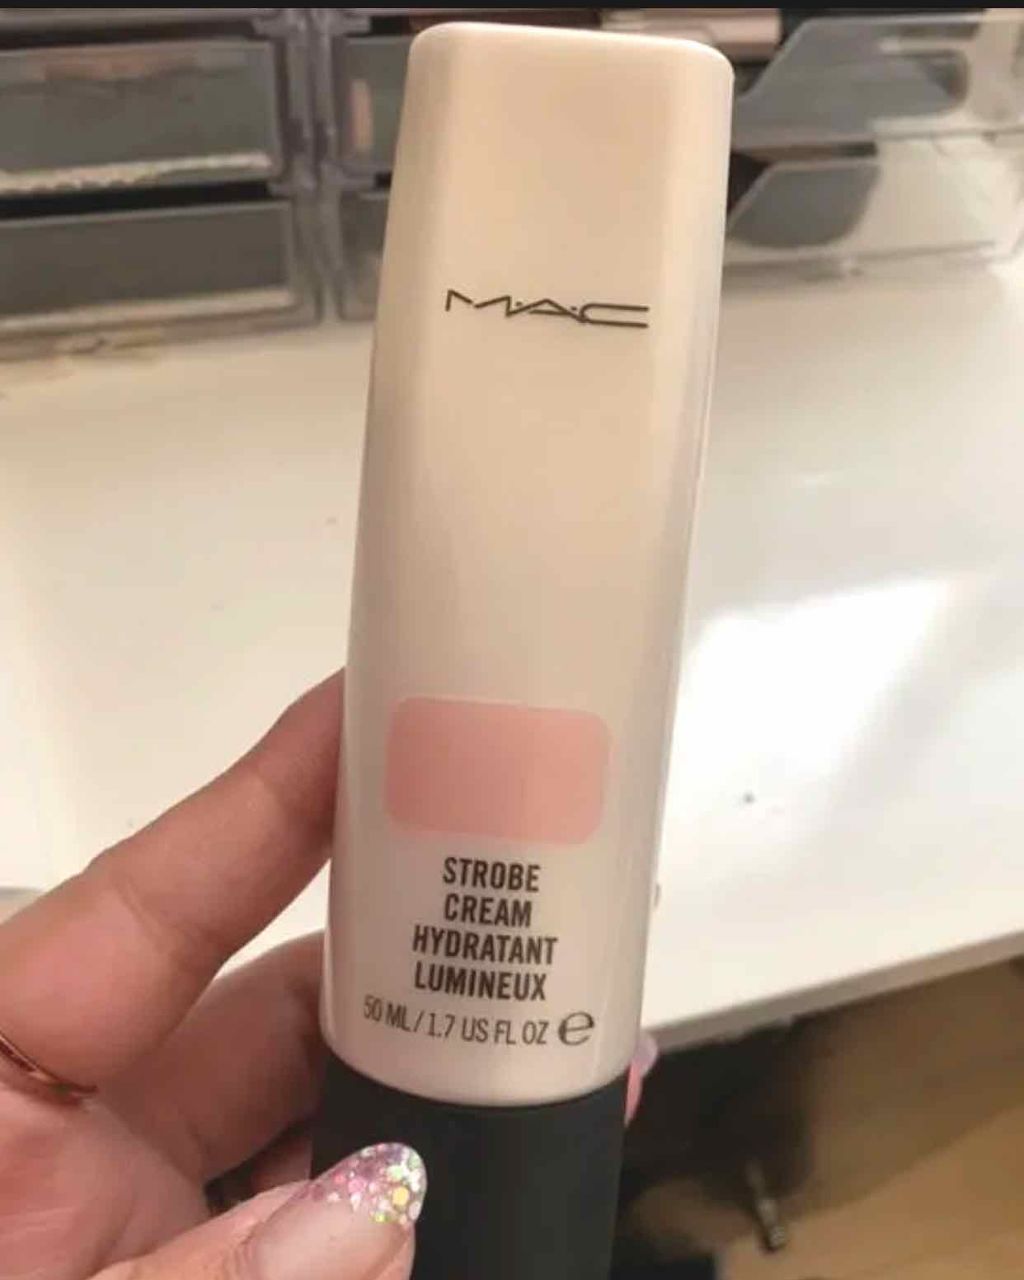 M·A·C
STROBE
CREAM
HYDRATANT
LUMINEUX
50 ML / 1.7 US FL OZ ℮